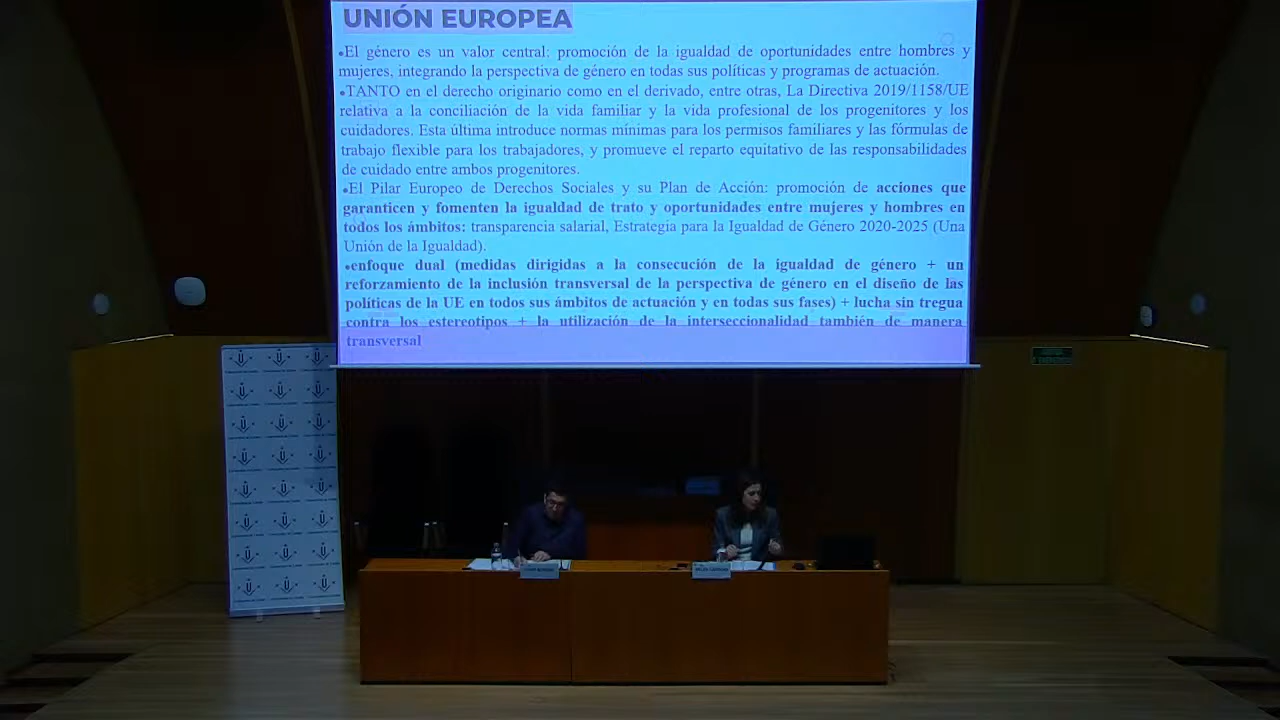 UNIÓN EUROPEA
•El género es un valor central: promoción de la igualdad de oportunidades entre hombres y
mujeres, integrando la perspectiva de género en todas sus políticas y programas de actuación.
•TANTO en el derecho originario como en el derivado, entre otras, La Directiva 2019/1158/UE
relativa a la conciliación de la vida familiar y la vida profesional de los progenitores y los
cuidadores. Esta última introduce normas mínimas para los permisos familiares y las fórmulas de
trabajo flexible para los trabajadores, y promueve el reparto equitativo de las responsabilidades
de cuidado entre ambos progenitores.
•El Pilar Europeo de Derechos Sociales y su Plan de Acción: promoción de acciones que
garanticen y fomenten la igualdad de trato y oportunidades entre mujeres y hombres en
todos los ámbitos: transparencia salarial, Estrategia para la Igualdad de Género 2020-2025 (Una
Unión de la Igualdad).
•enfoque dual (medidas dirigidas a la consecución de la igualdad de género + un
reforzamiento de la inclusión transversal de la perspectiva de género en el diseño de las
políticas de la UE en todos sus ámbitos de actuación y en todas sus fases) + lucha sin tregua
contra los estereotipos + la utilización de la interseccionalidad también de manera
transversal